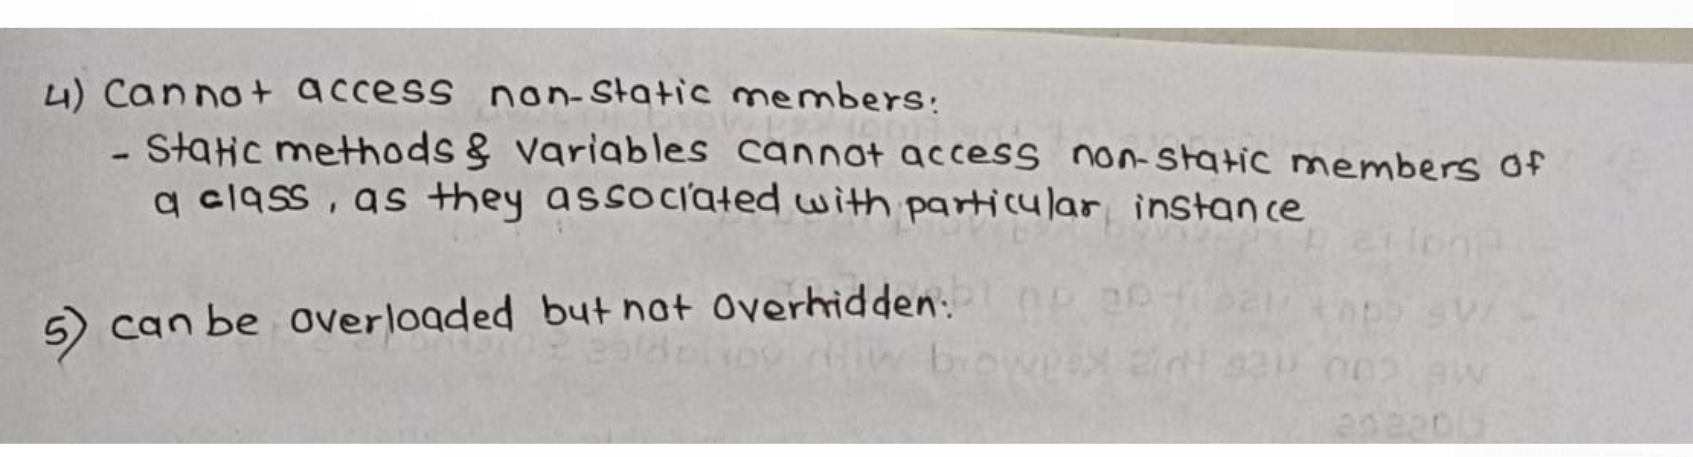 4) Cannot access non-static members:
- Static methods & variables cannot access non-static members of
a class, as they associated with particular instance
5) can be overloaded but not overhidden: